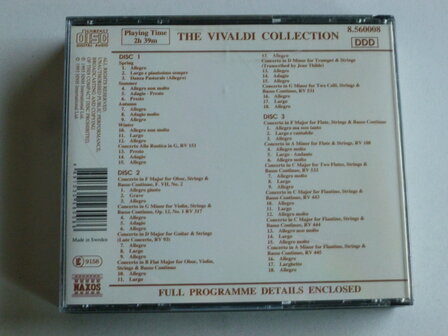 COMPACT
disc
DIGITAL AUDIO
Playing Time
2h 39m
THE VIVALDI COLLECTION
8.560008
DDD
DISC 1
Spring
1. Allegro
2. Largo e pianissimo sempre
3. Danza Pastorale (Allegro)
Summer
4. Allegro non molto
5. Adagio - Presto
6. Presto
Autumn
7. Allegro
8. Adagio molto
9. Allegro
Winter
10. Allegro non molto
11. Largo
12. Allegro
Concerto Alla Rustica in G, RV 151
13. Presto
14. Adagio
15. Allegro
DISC 2
Concerto in F Major for Oboe, Strings &
Basso Continuo, F. VII, No. 2
1. Allegro giusto
2. Grave
3. Allegro
Concerto in G Minor for Violin, Strings &
Basso Continuo, Op. 12, No. 1 RV 317
4. Allegro
5. Adagio
6. Allegro
Concerto in D Major for Guitar & Strings
(Lute Concerto, RV 93)
7. Allegro
8. Largo
9. Allegro
Concerto in B Flat Major for Oboe, Violin,
Strings & Basso Continuo
10. Allegro
11. Largo
12. Allegro
Concerto in D Minor for Trumpet & Strings
(Transcribed by Jean Thilde)
13. Allegro
14. Adagio
15. Allegro
Concerto in G Minor for Two Celli, Strings &
Basso Continuo, RV 531
16. Allegro
17. Largo
18. Allegro
DISC 3
Concerto in F Major for Flute, Strings & Basso Continuo
1. Allegro ma non tanto
2. Largo e cantabile
3. Allegro
Concerto in A Minor for Flute & Strings, RV 108
4. Allegro molto
5. Largo - Andante
6. Allegro molto
Concerto in C Major for Two Flutes, Strings &
Basso Continuo, RV 533
7. Allegro molto
8. Largo
9. Allegro
Concerto in C Major for Flautino, Strings &
Basso Continuo, RV 443
10. Allegro
11. Largo
12. Allegro molto
Concerto in C Major for Flautino, Strings &
Basso Continuo, RV 444
13. Allegro non molto
14. Largo
15. Allegro molto
Concerto in A Minor for Flautino, Strings &
Basso Continuo, RV 445
16. Allegro
17. Larghetto
18. Allegro
Made in Sweden
9158
NAXOS
FULL PROGRAMME DETAILS ENCLOSED